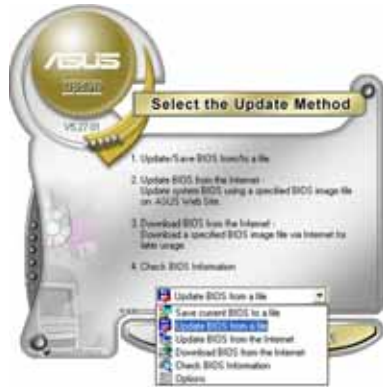 ASUS
Update
Select the Update Method
1. Update/Save BIOS from/to a file
2. Update BIOS from the Internet -
Update system BIOS using a specified BIOS image file
on ASUS Web Site.
3. Download BIOS from the Internet -
Download a specified BIOS image file via Internet for
later usage.
4. Check BIOS Information
Update BIOS from a file
Save current BIOS to a file
Update BIOS from a file
Update BIOS from the Internet
Download BIOS from the Internet
Check BIOS Information
Options